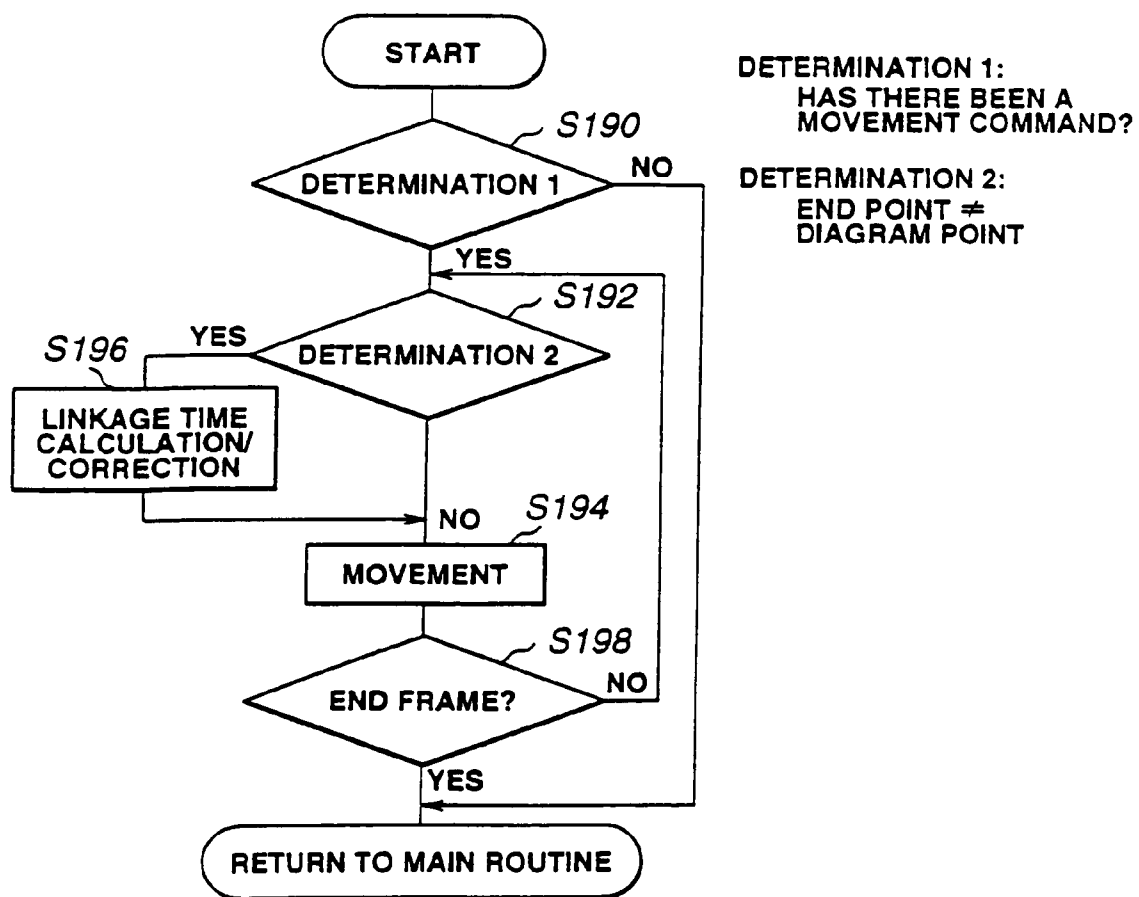 START
DETERMINATION 1:
HAS THERE BEEN A
MOVEMENT COMMAND?
S190
DETERMINATION 1
NO
DETERMINATION 2:
END POINT ≠
DIAGRAM POINT
YES
S192
YES
DETERMINATION 2
S196
LINKAGE TIME
CALCULATION/
CORRECTION
NO
S194
MOVEMENT
S198
END FRAME?
NO
YES
RETURN TO MAIN ROUTINE